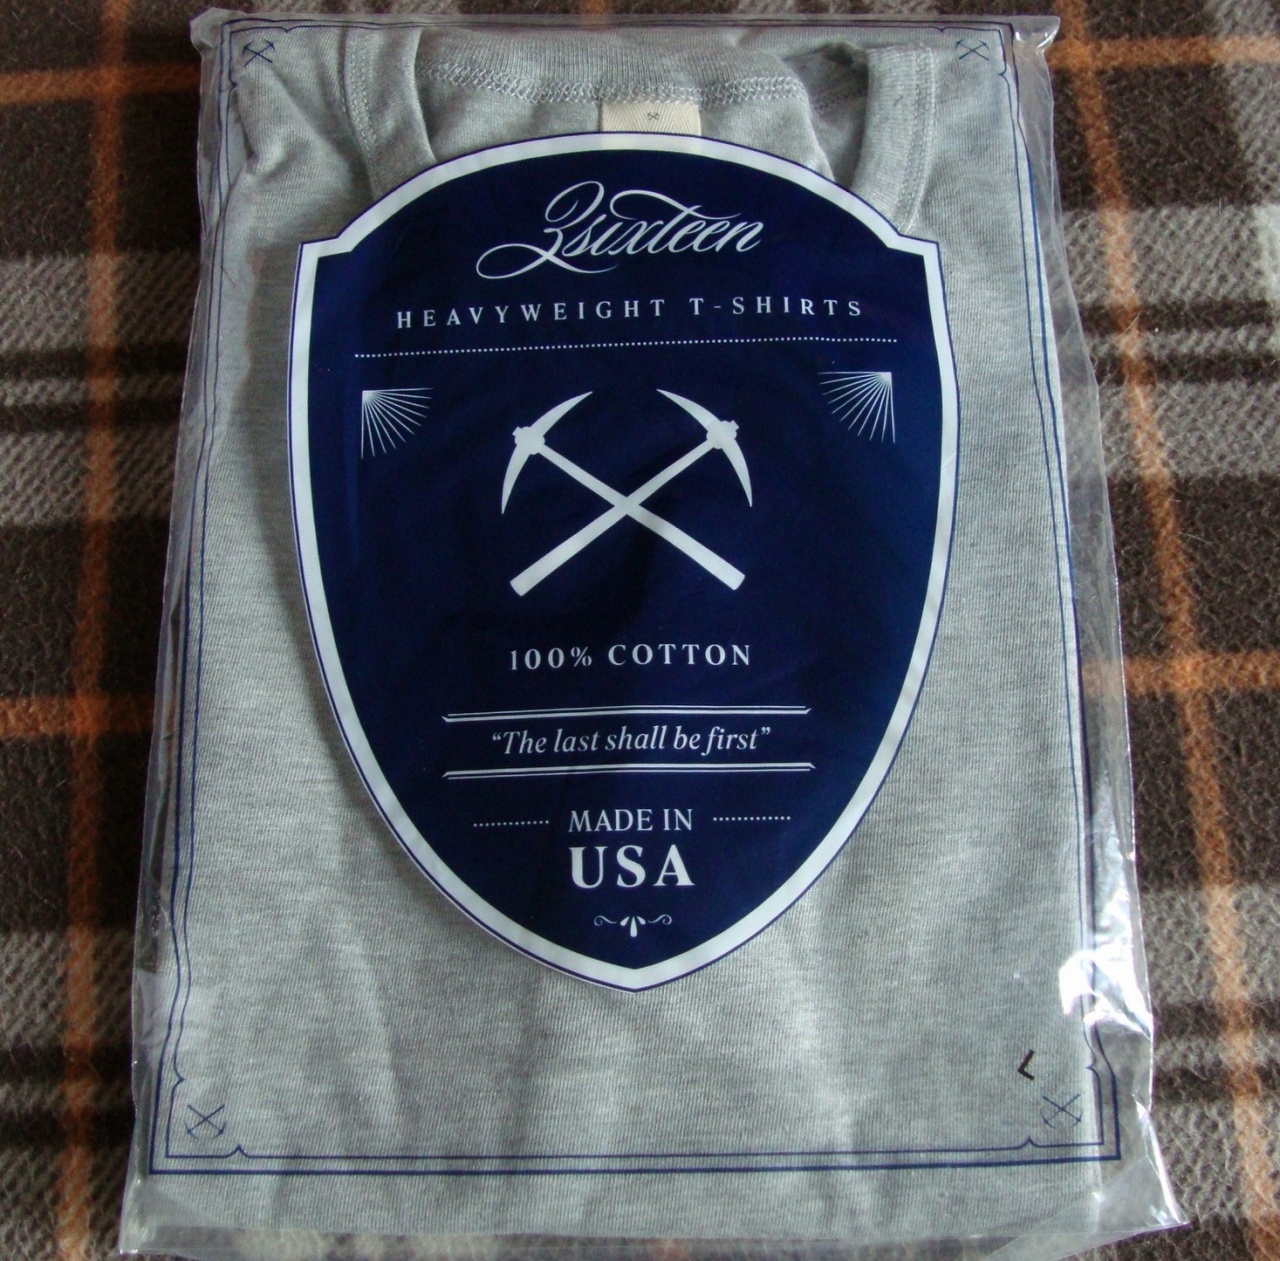 3sixteen
HEAVYWEIGHT T-SHIRTS
100% COTTON
“The last shall be first”
MADE IN
USA
L